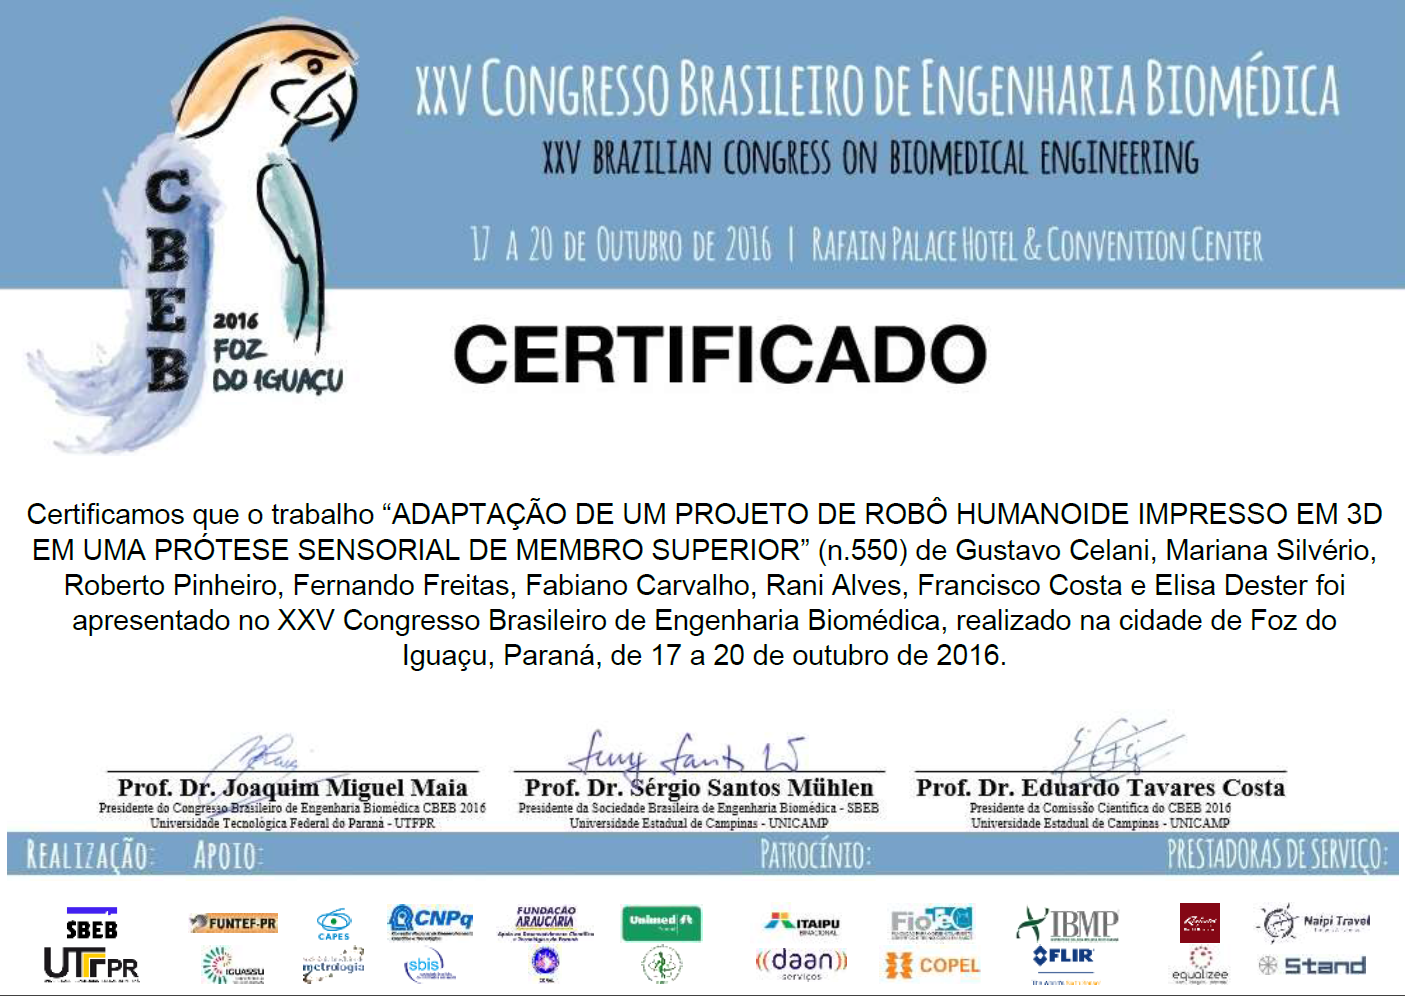 XXV CONGRESSO BRASILEIRO DE ENGENHARIA BIOMÉDICA
XXV BRAZILIAN CONGRESS ON BIOMEDICAL ENGINEERING
17 A 20 DE OUTUBRO DE 2016 | RAFAIN PALACE HOTEL & CONVENTION CENTER
CBEB
2016
FOZ
DO IGUAÇU
CERTIFICADO
Certificamos que o trabalho “ADAPTAÇÃO DE UM PROJETO DE ROBÔ HUMANOIDE IMPRESSO EM 3D
EM UMA PRÓTESE SENSORIAL DE MEMBRO SUPERIOR” (n.550) de Gustavo Celani, Mariana Silvério,
Roberto Pinheiro, Fernando Freitas, Fabiano Carvalho, Rani Alves, Francisco Costa e Elisa Dester foi
apresentado no XXV Congresso Brasileiro de Engenharia Biomédica, realizado na cidade de Foz do
Iguaçu, Paraná, de 17 a 20 de outubro de 2016.
Prof. Dr. Joaquim Miguel Maia
Presidente do Congresso Brasileiro de Engenharia Biomédica CBEB 2016
Universidade Tecnológica Federal do Paraná - UTFPR
Prof. Dr. Sérgio Santos Mühlen
Presidente da Sociedade Brasileira de Engenharia Biomédica - SBEB
Universidade Estadual de Campinas - UNICAMP
Prof. Dr. Eduardo Tavares Costa
Presidente da Comissão Científica do CBEB 2016
Universidade Estadual de Campinas - UNICAMP
REALIZAÇÃO: APOIO: PATROCÍNIO: PRESTADORAS DE SERVIÇO:
SBEB
UTFPR
FUNTEF-PR
CAPES
CNPq
FUNDAÇÃO
ARAUCÁRIA
Unimed
ITAIPU
BINACIONAL
FioTEC
IBMP
Naipi Travel
IGUASSU
metrologia
sbis
daan
serviços
COPEL
FLIR
equalizee
Stand